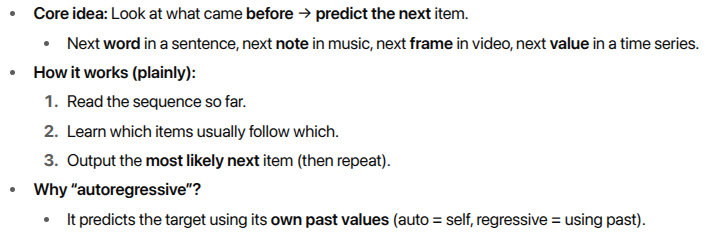 • Core idea: Look at what came before → predict the next item.
• Next word in a sentence, next note in music, next frame in video, next value in a time series.
• How it works (plainly):
1. Read the sequence so far.
2. Learn which items usually follow which.
3. Output the most likely next item (then repeat).
• Why “autoregressive”?
• It predicts the target using its own past values (auto = self, regressive = using past).